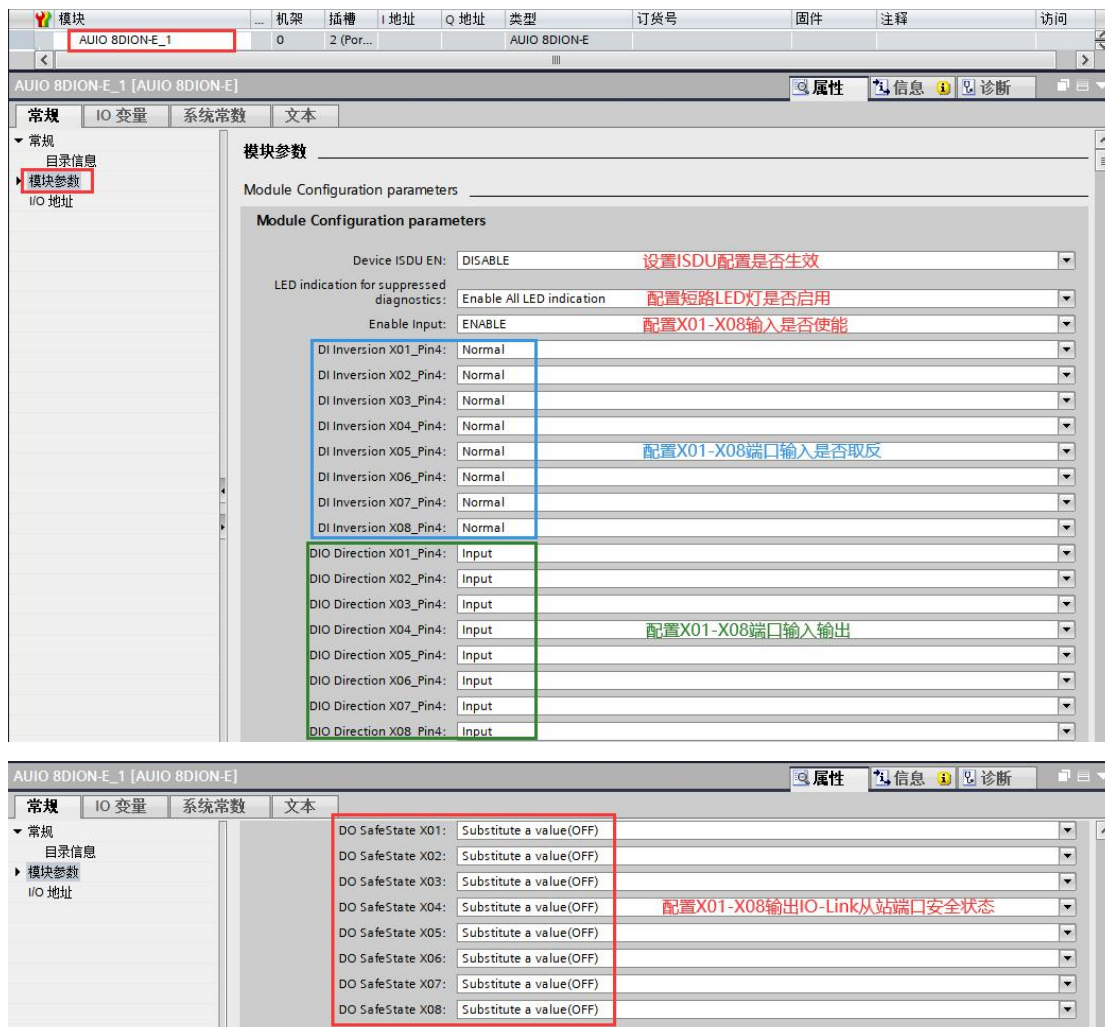 模块 ... 机架 插槽 I 地址 Q 地址 类型 订货号 固件 注释 访问
AUIO 8DION-E_1 0 2 (Por... AUIO 8DION-E
AUIO 8DION-E_1 [AUIO 8DION-E] 属性 信息 诊断
常规 IO 变量 系统常数 文本
常规
目录信息
模块参数
I/O 地址
模块参数
Module Configuration parameters
Module Configuration parameters
Device ISDU EN: DISABLE 设置ISDU配置是否生效
LED indication for suppressed
diagnostics: Enable All LED indication 配置短路LED灯是否启用
Enable Input: ENABLE 配置X01-X08输入是否使能
DI Inversion X01_Pin4: Normal
DI Inversion X02_Pin4: Normal
DI Inversion X03_Pin4: Normal
DI Inversion X04_Pin4: Normal
DI Inversion X05_Pin4: Normal 配置X01-X08端口输入是否取反
DI Inversion X06_Pin4: Normal
DI Inversion X07_Pin4: Normal
DI Inversion X08_Pin4: Normal
DIO Direction X01_Pin4: Input
DIO Direction X02_Pin4: Input
DIO Direction X03_Pin4: Input
DIO Direction X04_Pin4: Input 配置X01-X08端口输入输出
DIO Direction X05_Pin4: Input
DIO Direction X06_Pin4: Input
DIO Direction X07_Pin4: Input
DIO Direction X08_Pin4: Input
AUIO 8DION-E_1 [AUIO 8DION-E] 属性 信息 诊断
常规 IO 变量 系统常数 文本
常规
目录信息
模块参数
I/O 地址
DO SafeState X01: Substitute a value(OFF)
DO SafeState X02: Substitute a value(OFF)
DO SafeState X03: Substitute a value(OFF)
DO SafeState X04: Substitute a value(OFF) 配置X01-X08输出IO-Link从站端口安全状态
DO SafeState X05: Substitute a value(OFF)
DO SafeState X06: Substitute a value(OFF)
DO SafeState X07: Substitute a value(OFF)
DO SafeState X08: Substitute a value(OFF)